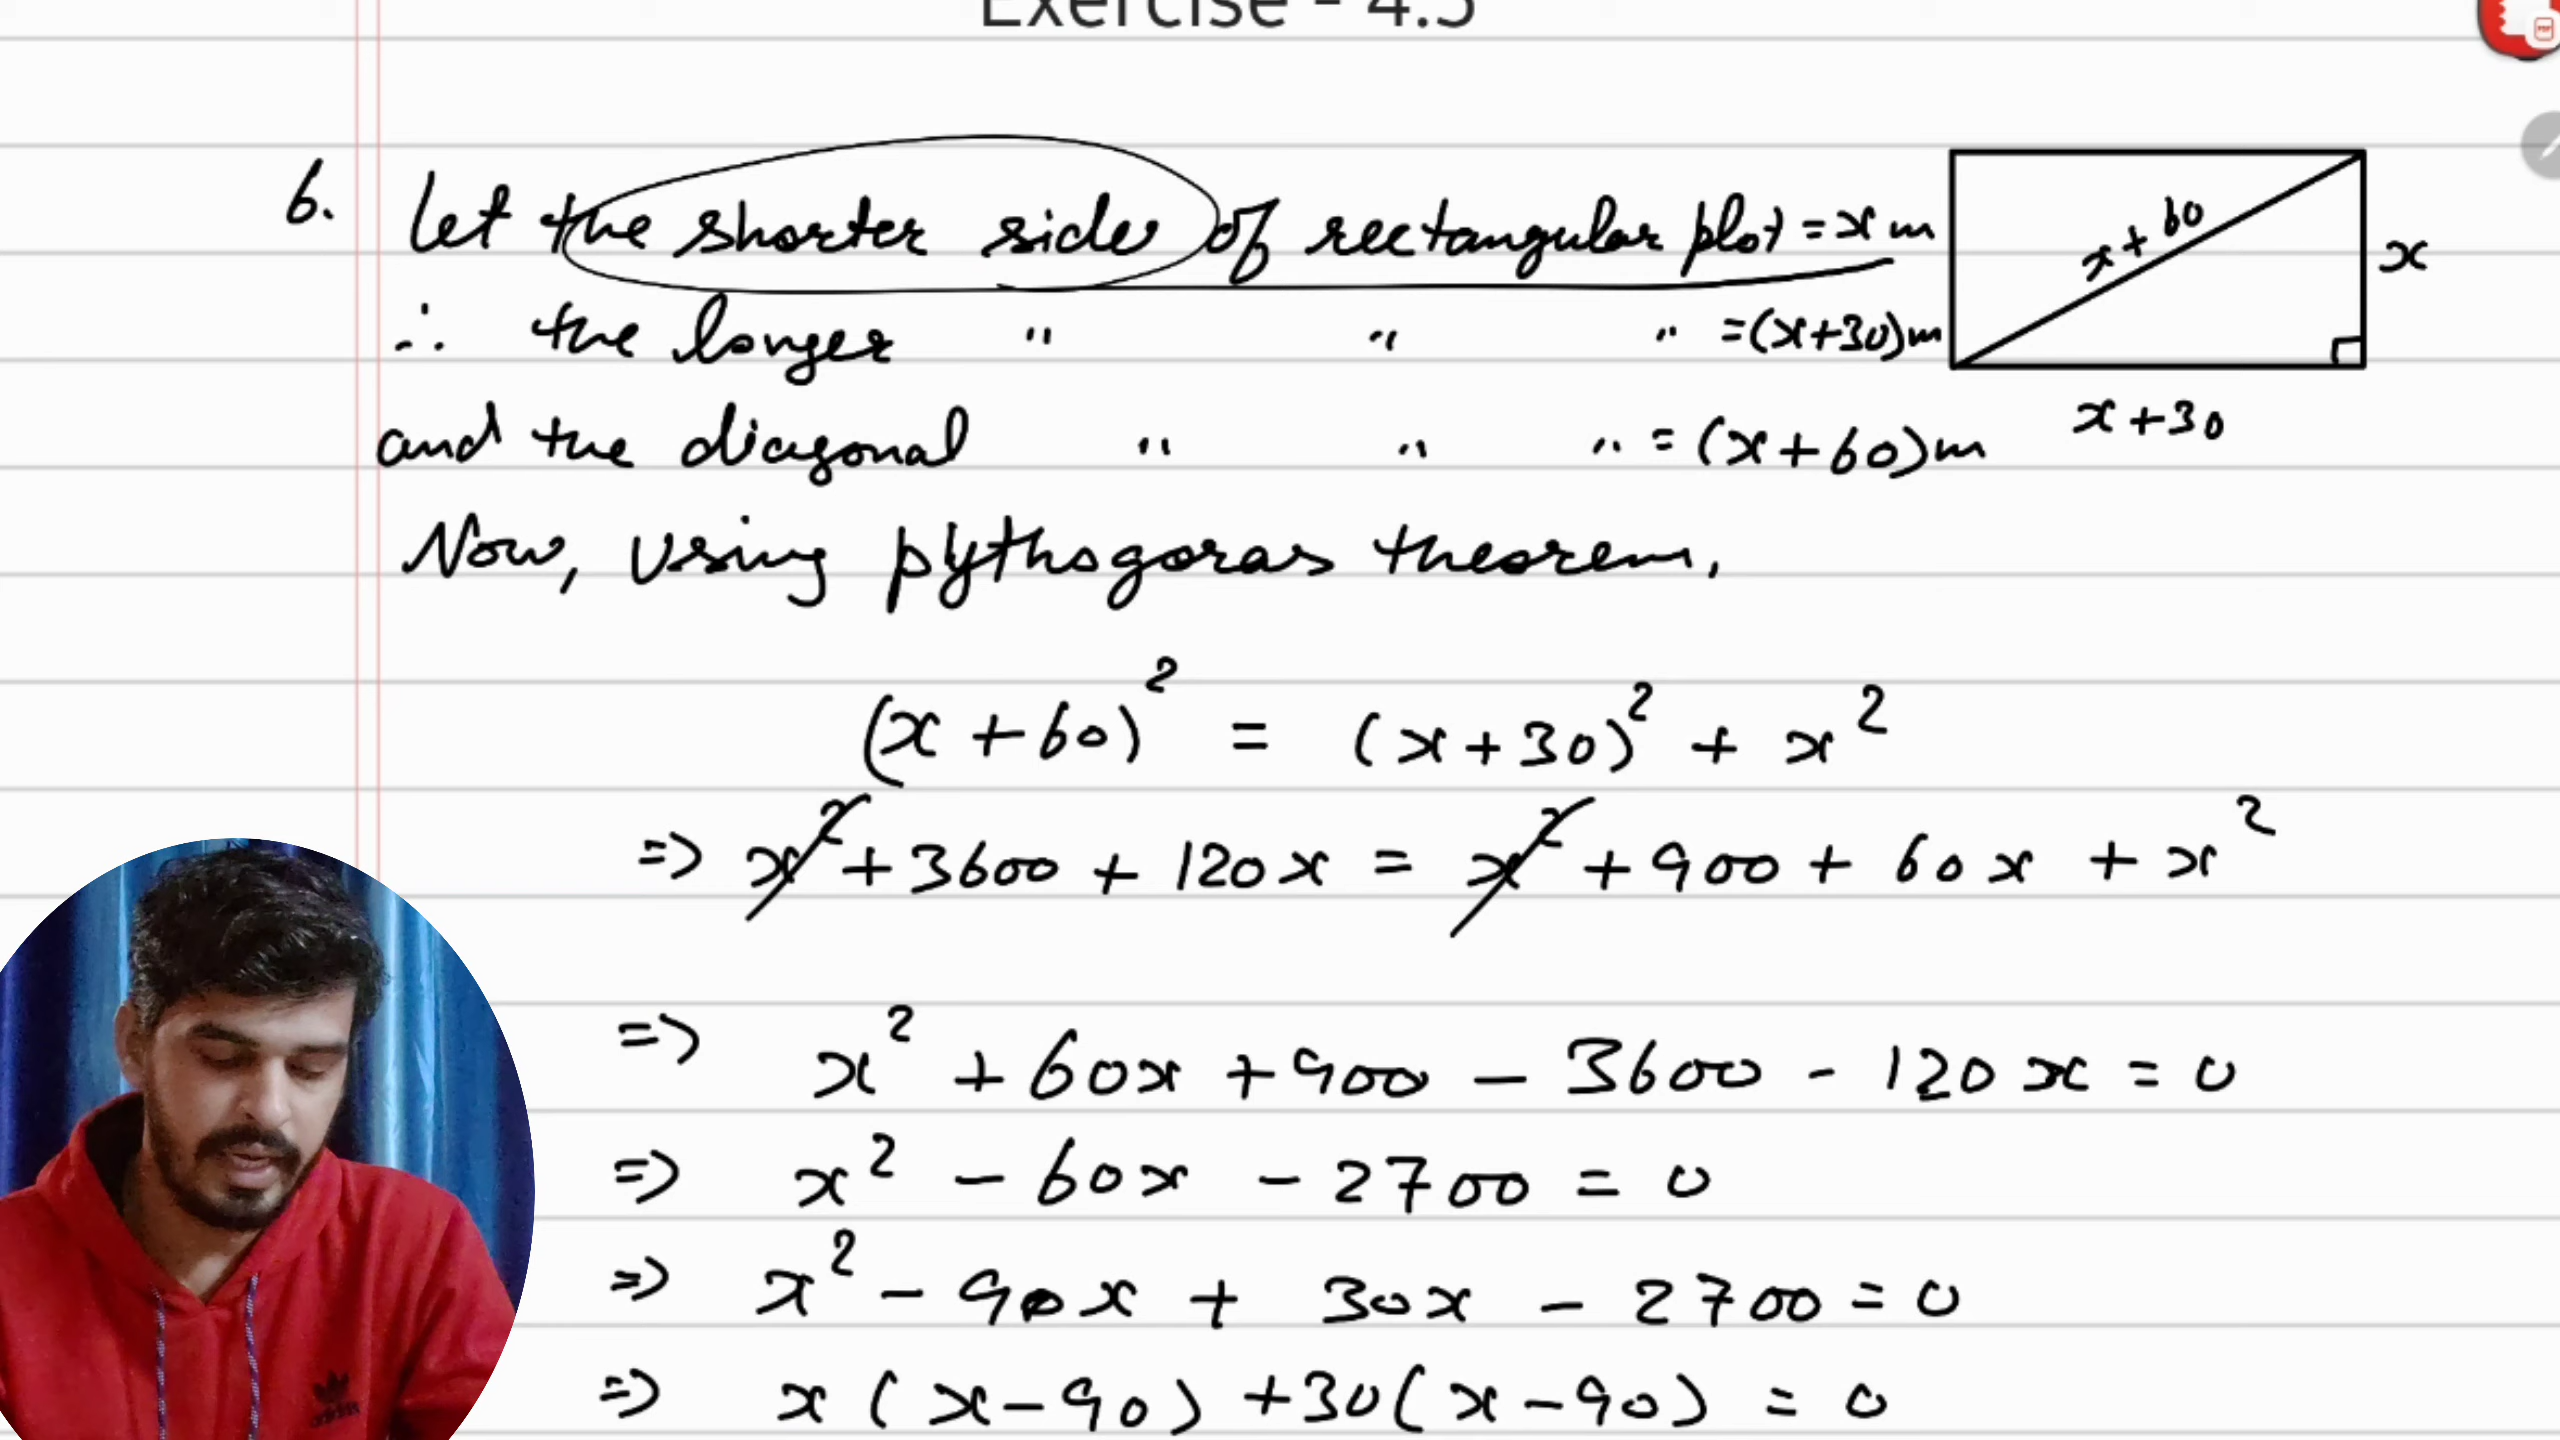 Exercise - 4.3
6. Let the shorter side of rectangular plot = x m
∴ the longer " " " = (x+30)m
and the diagonal " " " = (x+60)m
x+60
x
x+30
Now, using pythogoras theorem,
(x+60)² = (x+30)² + x²
=> x² + 3600 + 120x = x² + 900 + 60x + x²
=> x² + 60x + 900 - 3600 - 120x = 0
=> x² - 60x - 2700 = 0
=> x² - 90x + 30x - 2700 = 0
=> x(x-90) + 30(x-90) = 0
adidas